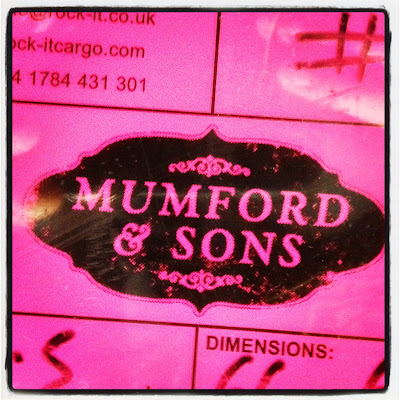 @rock-it.co.uk
ock-itcargo.com
4 1784 431 301
#
MUMFORD
& SONS
S
DIMENSIONS: